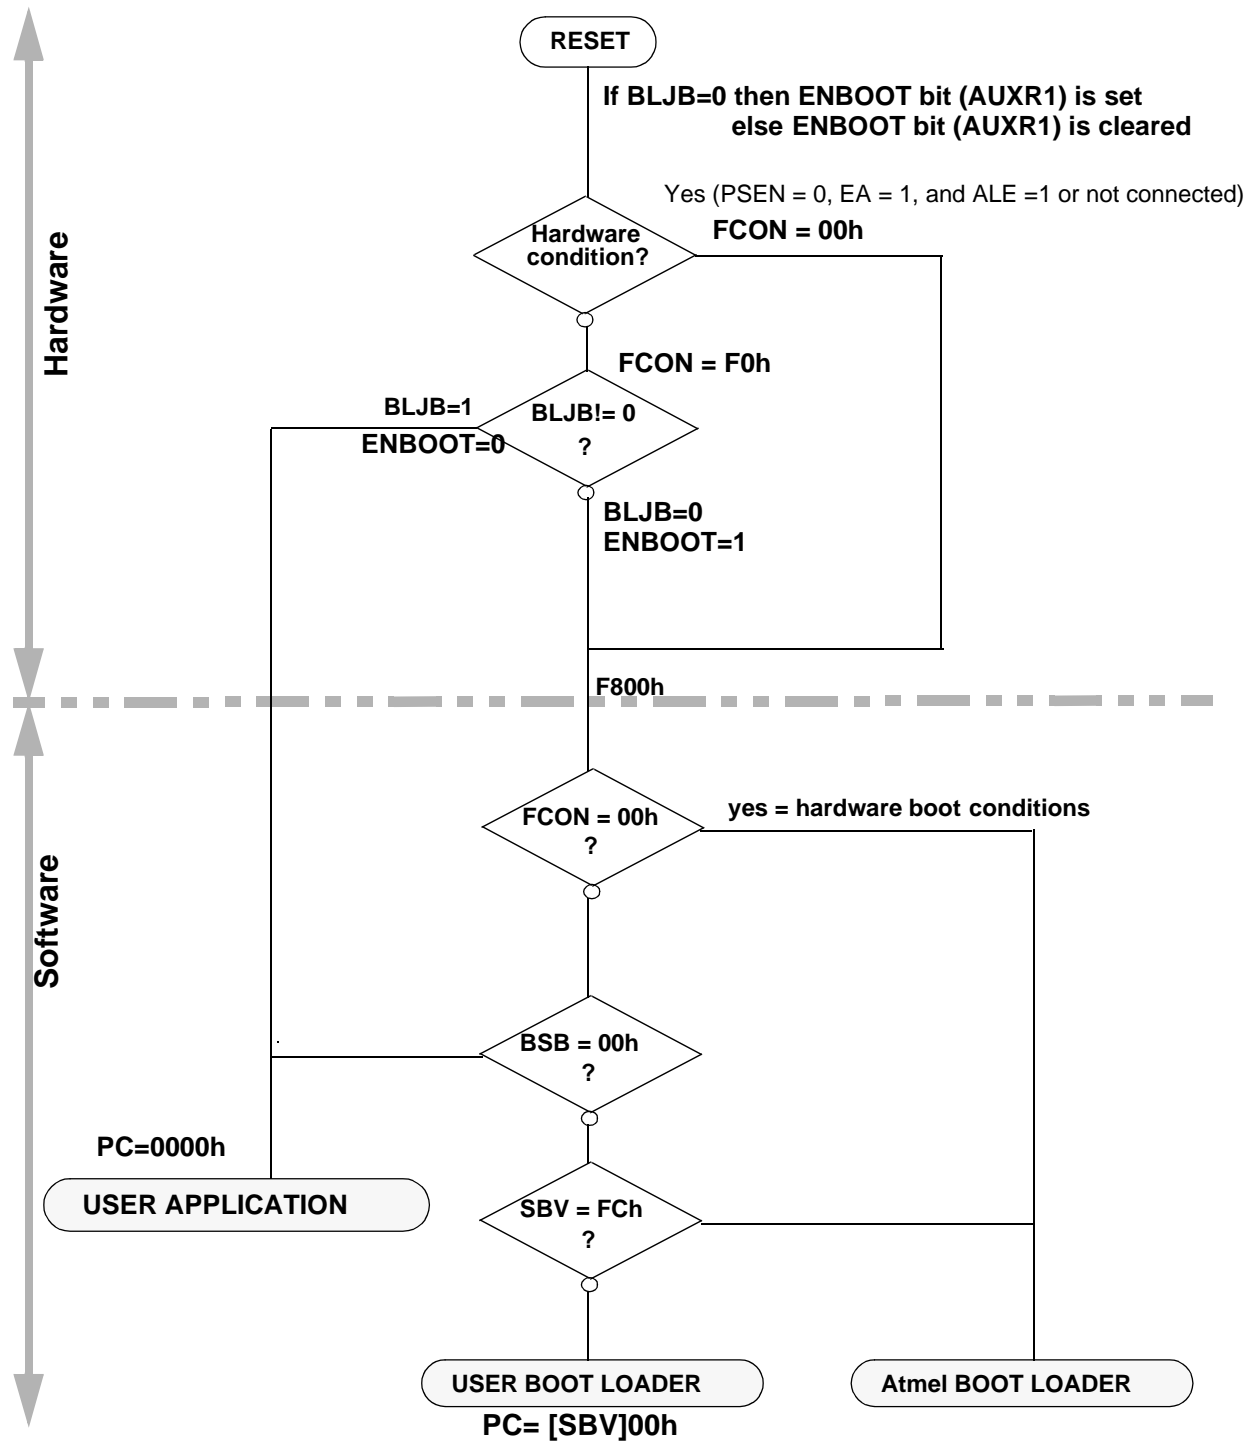 RESET
If BLJB=0 then ENBOOT bit (AUXR1) is set
else ENBOOT bit (AUXR1) is cleared
Yes (PSEN = 0, EA = 1, and ALE =1 or not connected)
FCON = 00h
Hardware
condition?
Hardware
FCON = F0h
BLJB=1
ENBOOT=0
BLJB!= 0
?
BLJB=0
ENBOOT=1
F800h
FCON = 00h
?
yes = hardware boot conditions
Software
BSB = 00h
?
PC=0000h
USER APPLICATION
SBV = FCh
?
USER BOOT LOADER
Atmel BOOT LOADER
PC= [SBV]00h